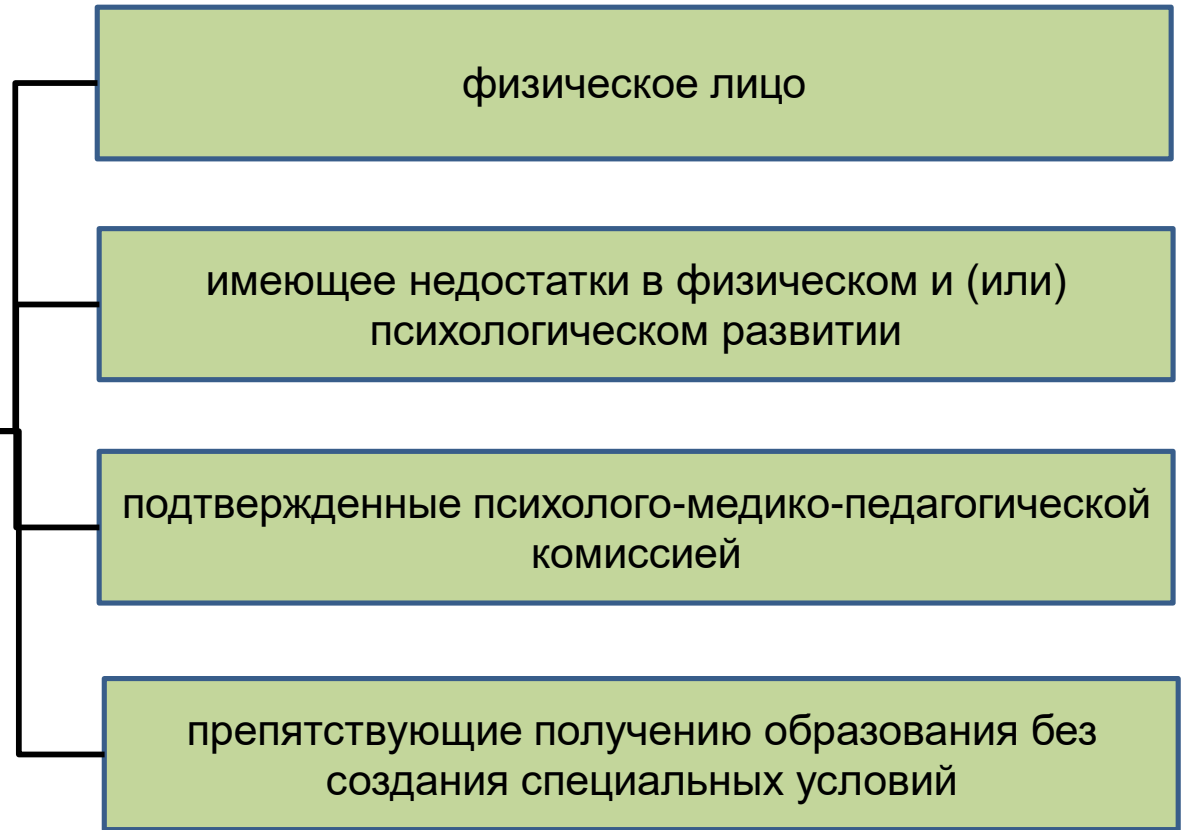 физическое лицо
имеющее недостатки в физическом и (или)
психологическом развитии
подтвержденные психолого-медико-педагогической
комиссией
препятствующие получению образования без
создания специальных условий